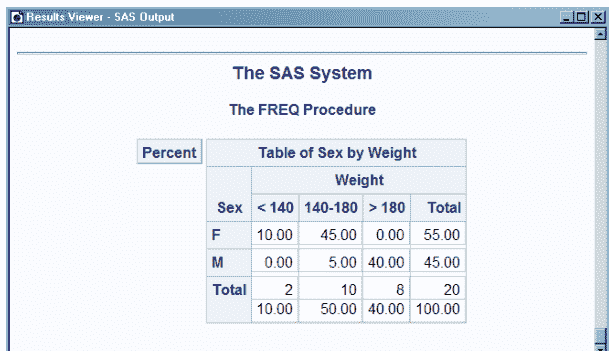 Results Viewer - SAS Output
The SAS System
The FREQ Procedure
Percent
Table of Sex by Weight
Weight
Sex < 140 140-180 > 180 Total
F 10.00 45.00 0.00 55.00
M 0.00 5.00 40.00 45.00
Total 2 10 8 20
10.00 50.00 40.00 100.00